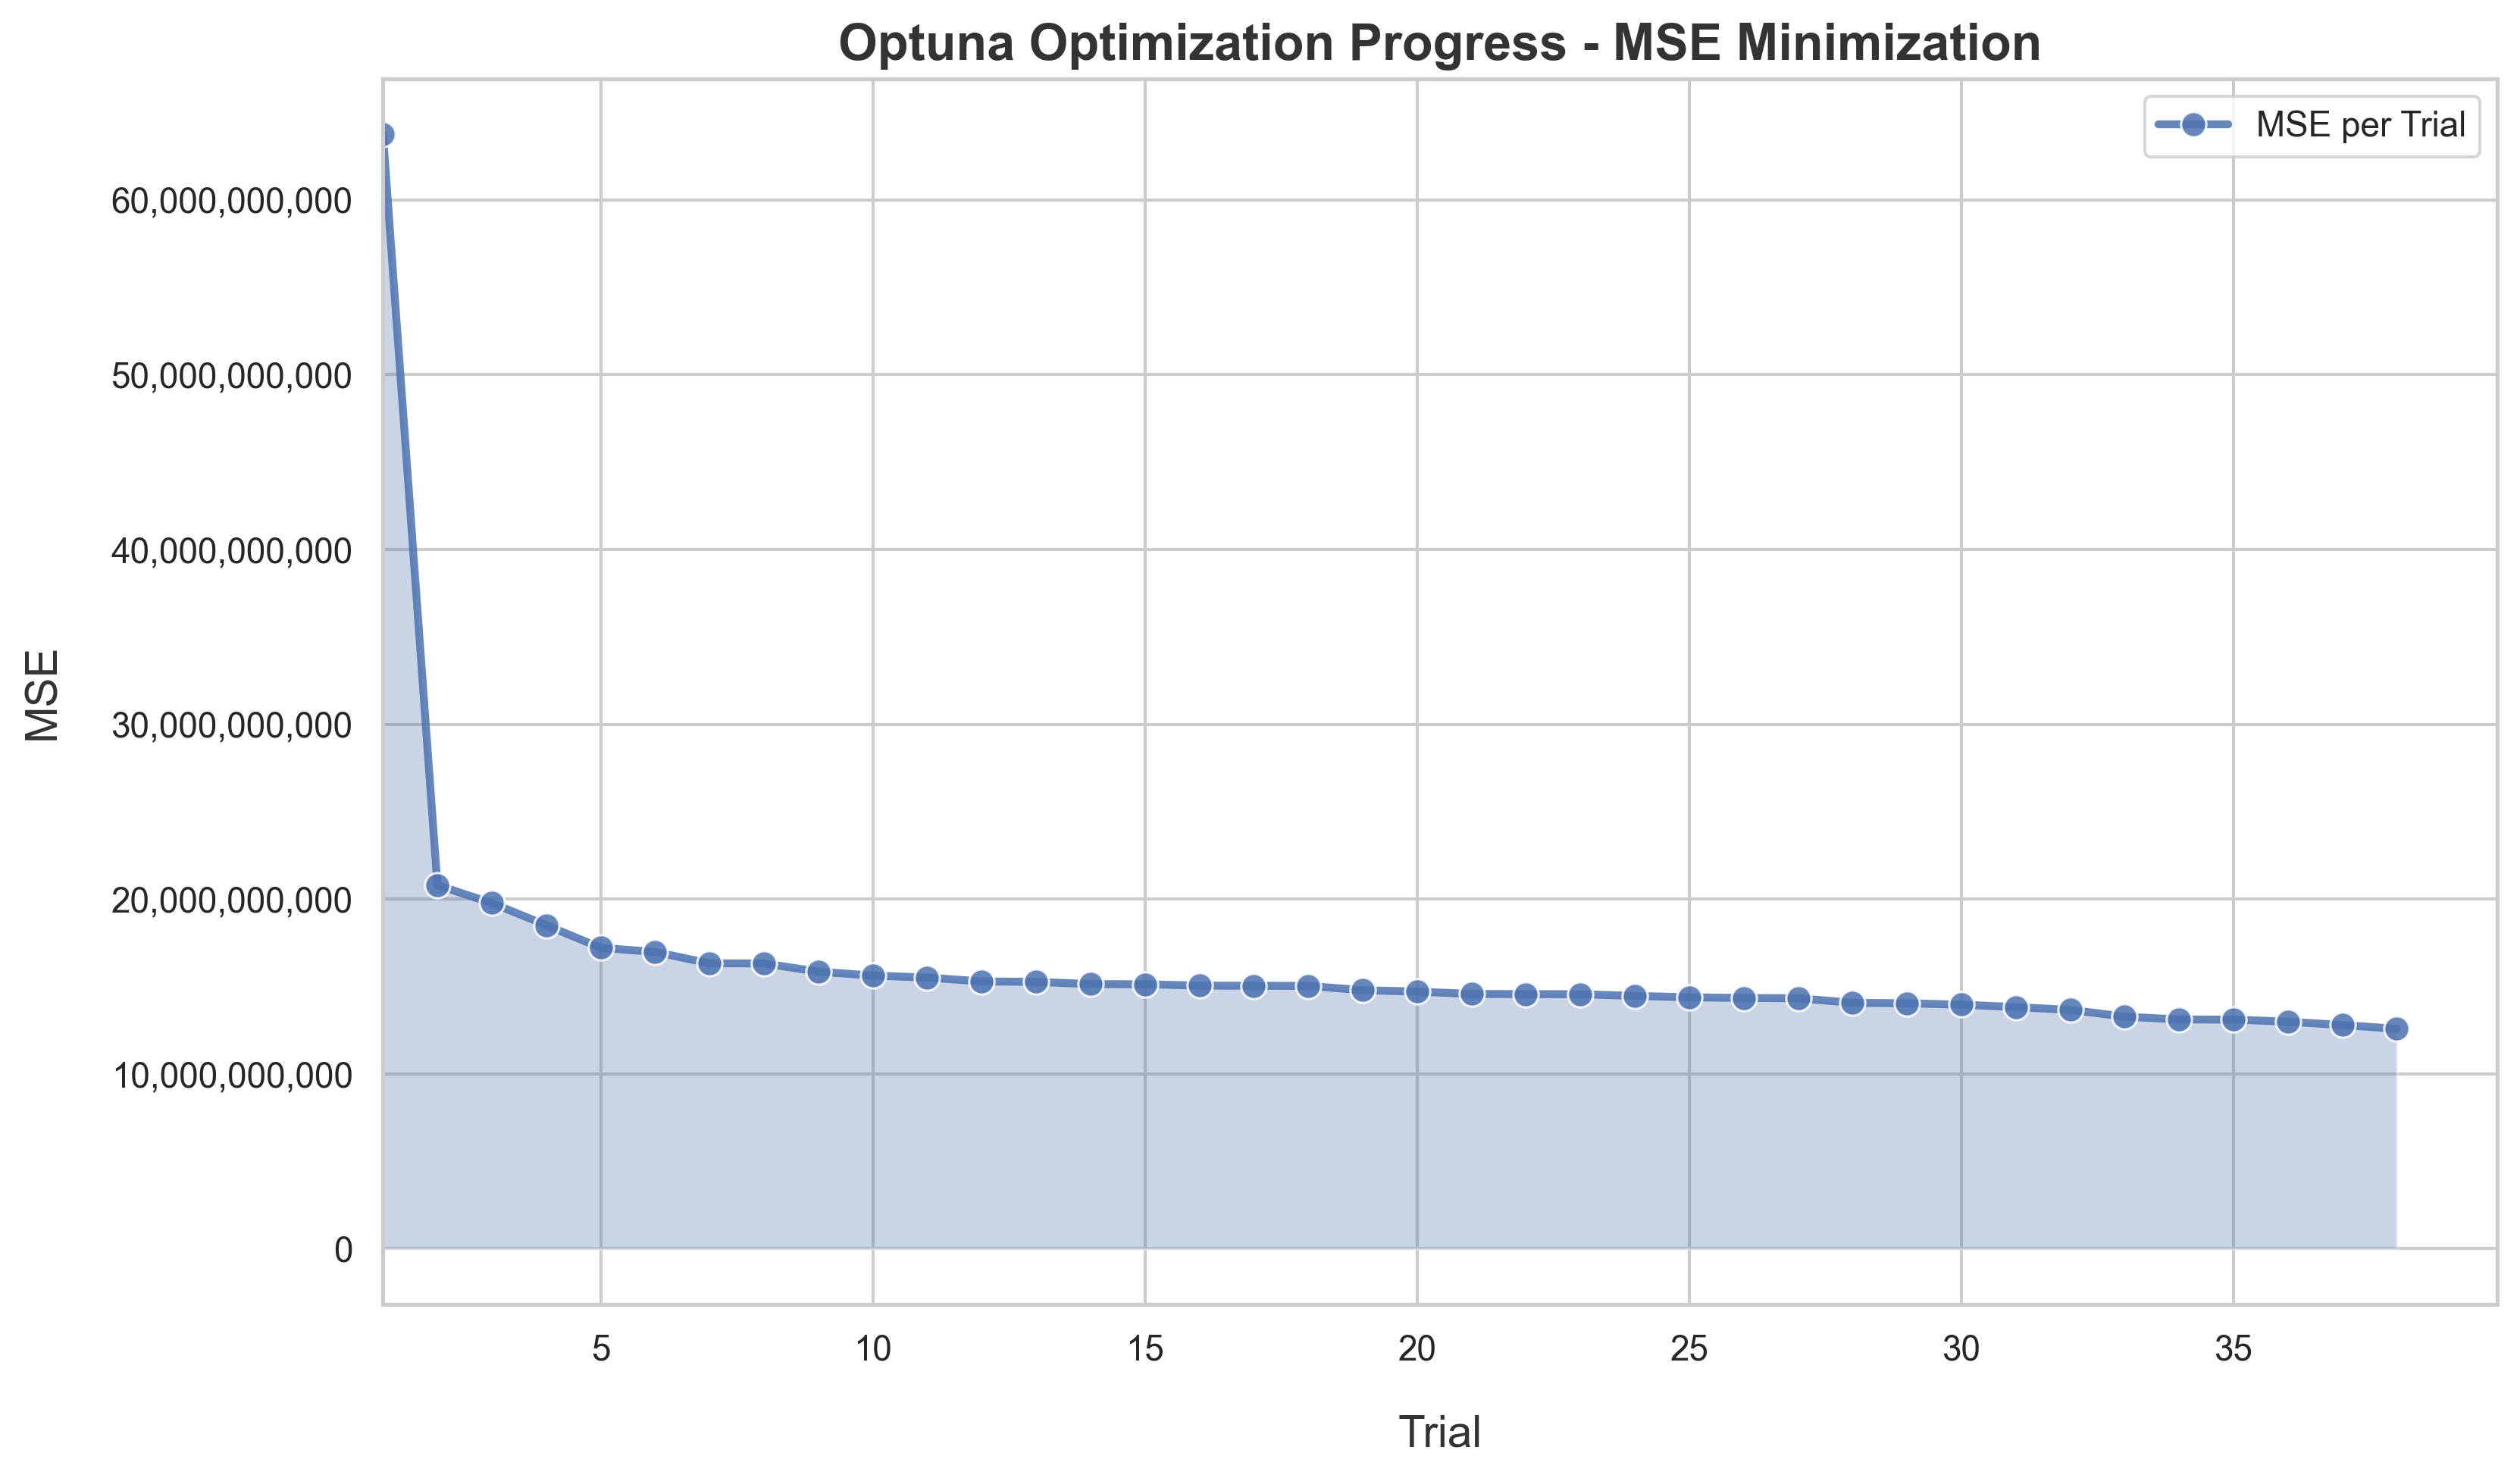 Optuna Optimization Progress - MSE Minimization
MSE per Trial
60,000,000,000
50,000,000,000
40,000,000,000
30,000,000,000
20,000,000,000
10,000,000,000
0
MSE
5 10 15 20 25 30 35
Trial